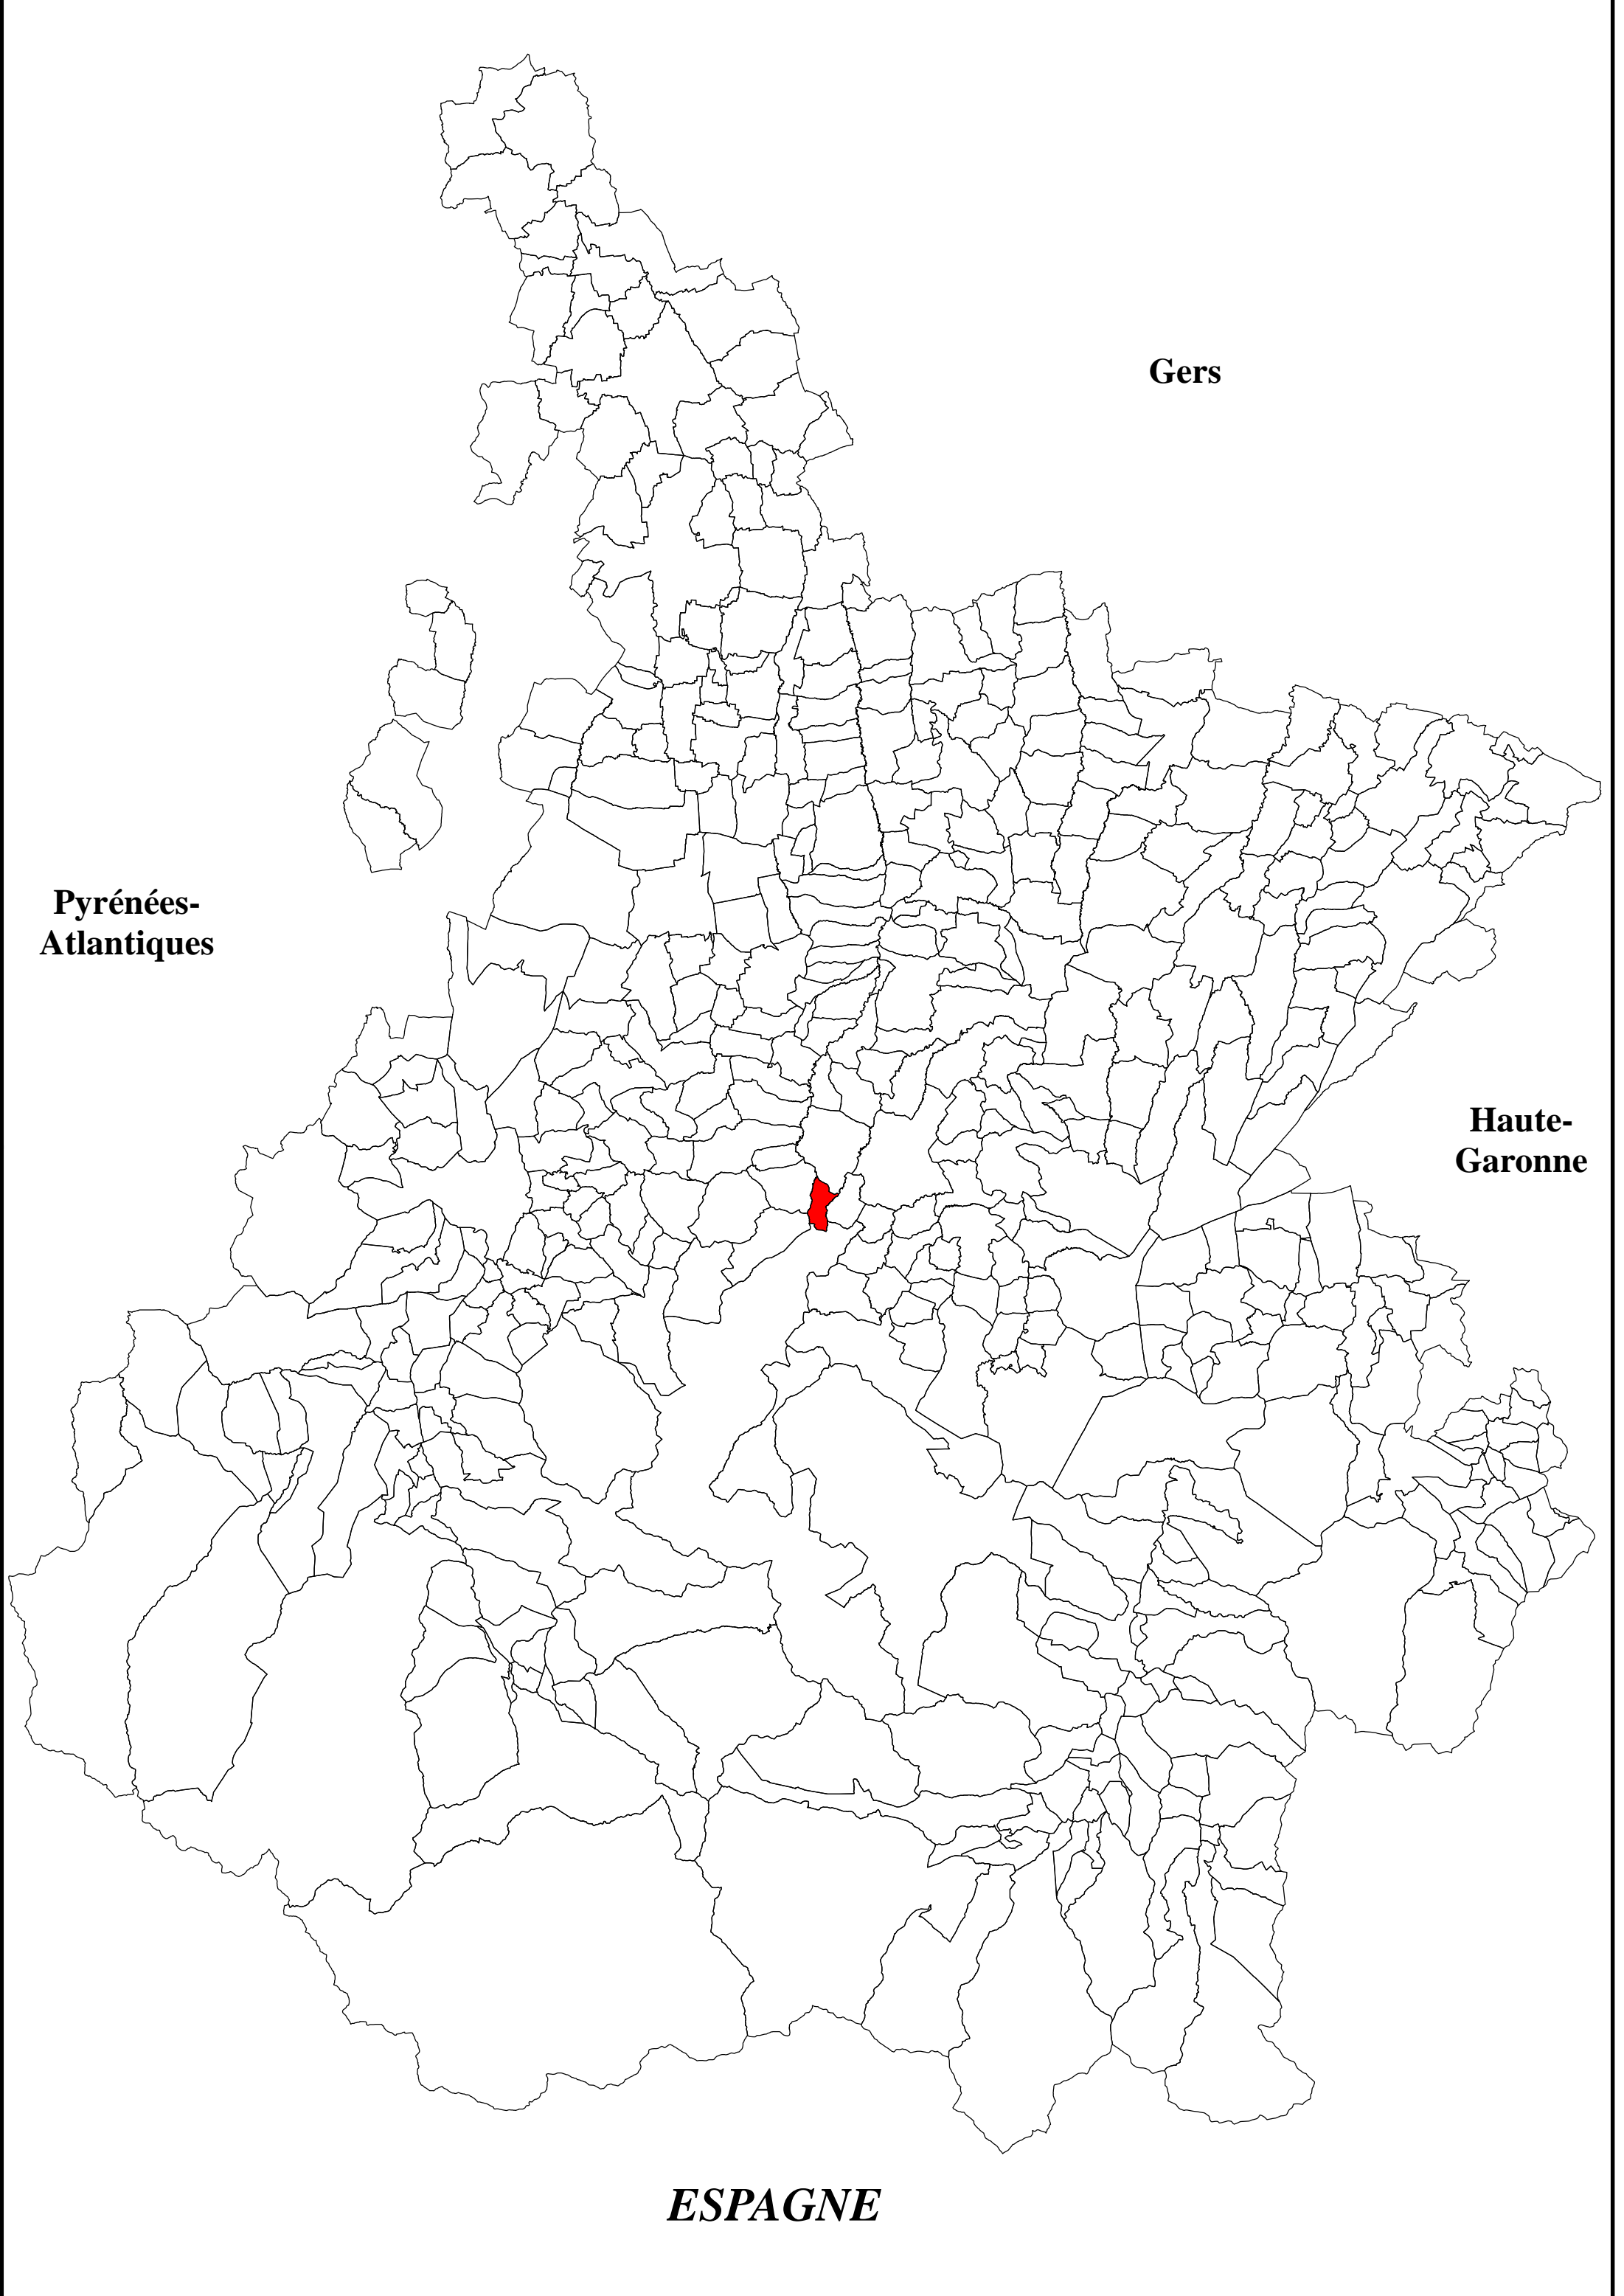 Gers
Pyrénées-
Atlantiques
Haute-
Garonne
ESPAGNE